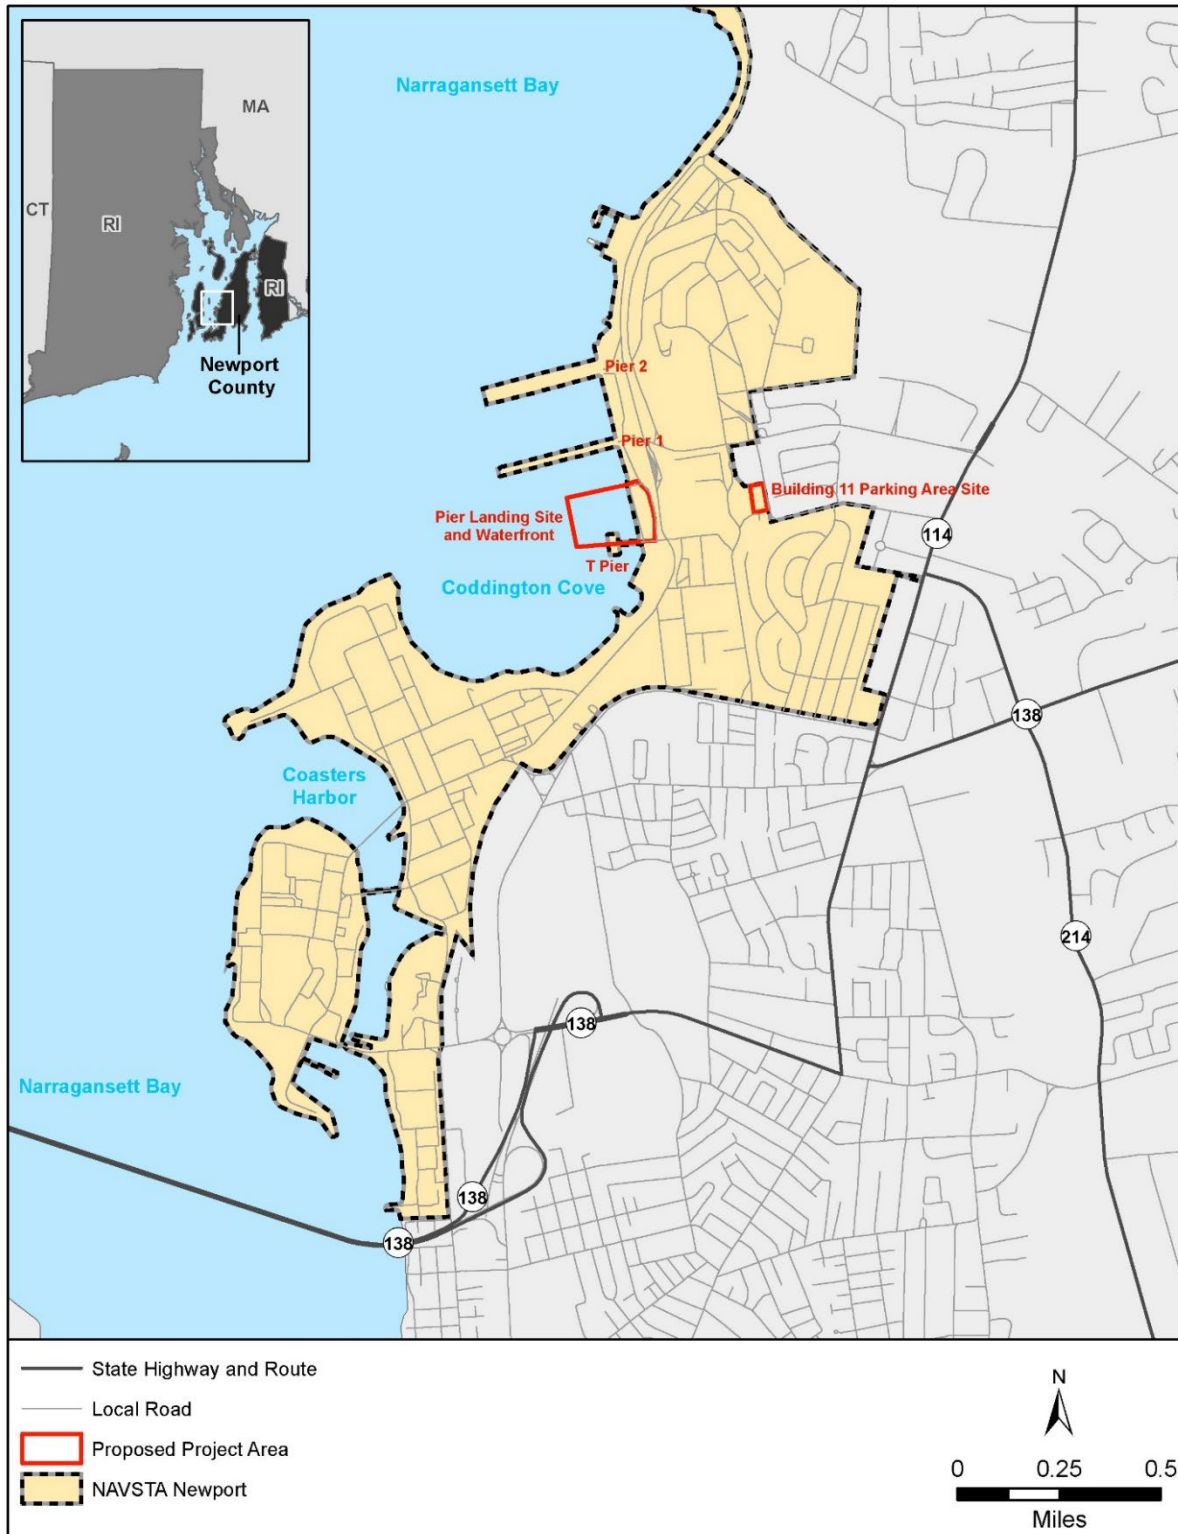 Narragansett Bay
MA
CT
RI
RI
Newport
County
Pier 2
Pier 1
Building 11 Parking Area Site
Pier Landing Site
and Waterfront
114
T Pier
Coddington Cove
138
Coasters
Harbor
214
138
Narragansett Bay
138
138
State Highway and Route
Local Road
Proposed Project Area
NAVSTA Newport
N
0 0.25 0.5
Miles